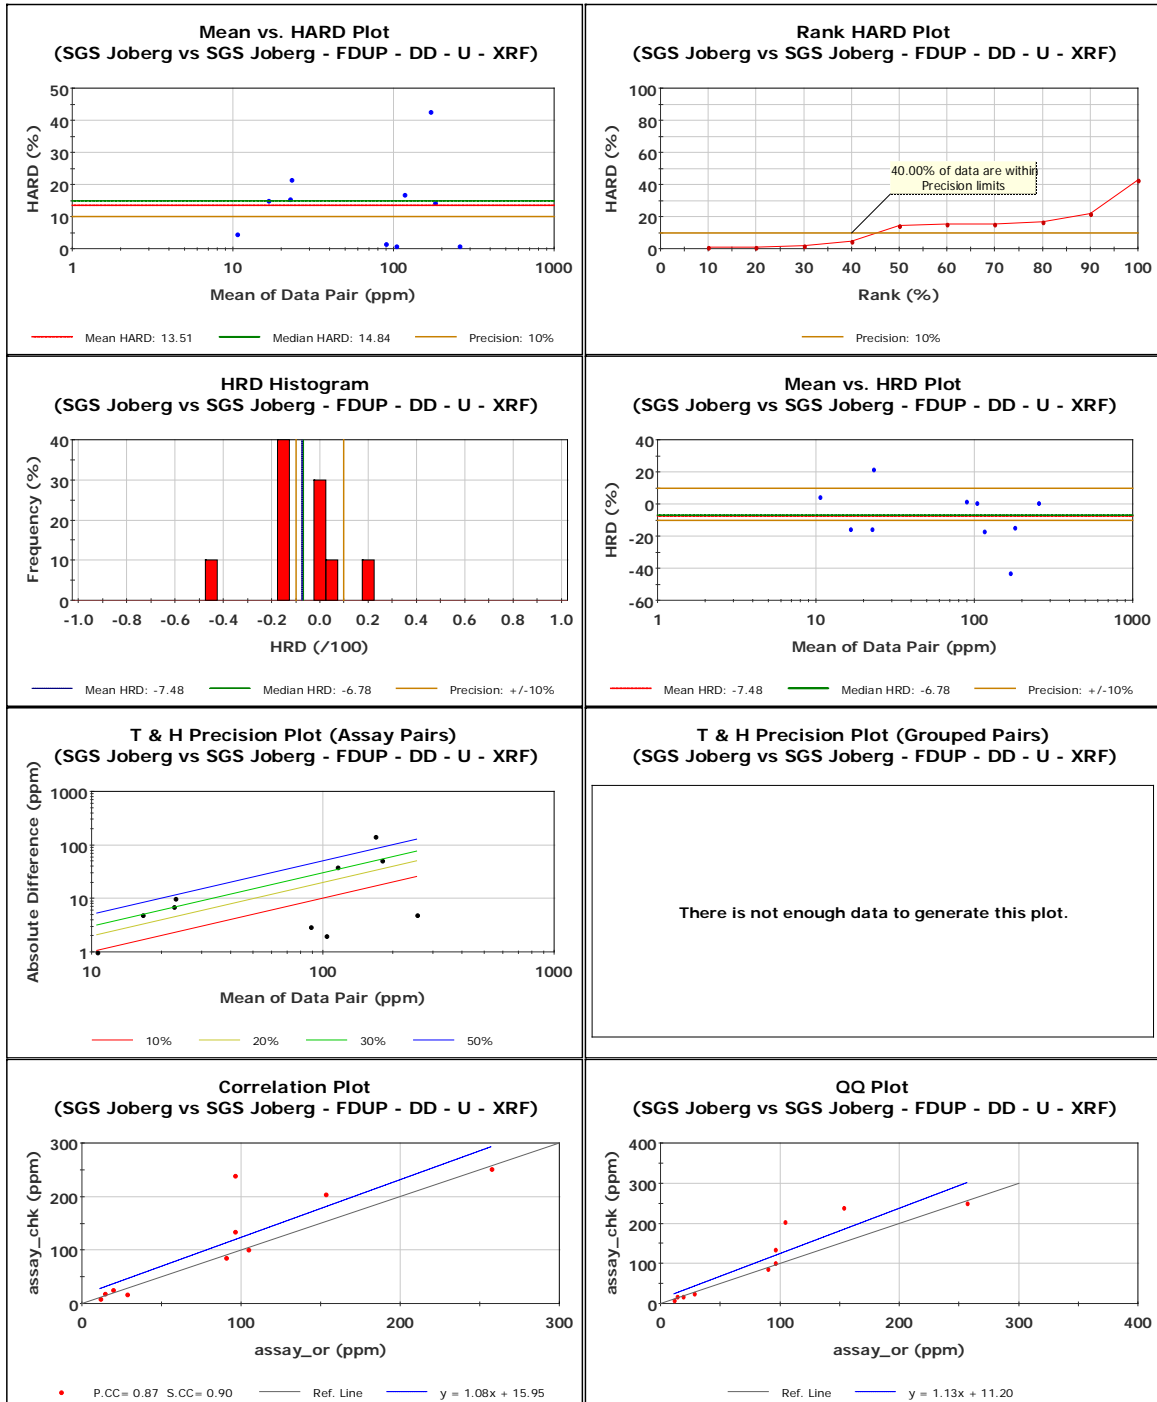 Mean vs. HARD Plot
(SGS Joberg vs SGS Joberg - FDUP - DD - U - XRF)
HARD (%)
50
40
30
20
10
0
1
10
100
1000
Mean of Data Pair (ppm)
Mean HARD: 13.51
Median HARD: 14.84
Precision: 10%
Rank HARD Plot
(SGS Joberg vs SGS Joberg - FDUP - DD - U - XRF)
HARD (%)
100
80
60
40
20
0
40.00% of data are within
Precision limits
0
10
20
30
40
50
60
70
80
90
100
Rank (%)
Precision: 10%
HRD Histogram
(SGS Joberg vs SGS Joberg - FDUP - DD - U - XRF)
Frequency (%)
40
30
20
10
0
-1.0
-0.8
-0.6
-0.4
-0.2
0.0
0.2
0.4
0.6
0.8
1.0
HRD (/100)
Mean HRD: -7.48
Median HRD: -6.78
Precision: +/-10%
Mean vs. HRD Plot
(SGS Joberg vs SGS Joberg - FDUP - DD - U - XRF)
HRD (%)
40
20
0
-20
-40
-60
1
10
100
1000
Mean of Data Pair (ppm)
Mean HRD: -7.48
Median HRD: -6.78
Precision: +/-10%
T & H Precision Plot (Assay Pairs)
(SGS Joberg vs SGS Joberg - FDUP - DD - U - XRF)
Absolute Difference (ppm)
1000
100
10
1
10
100
1000
Mean of Data Pair (ppm)
10%
20%
30%
50%
T & H Precision Plot (Grouped Pairs)
(SGS Joberg vs SGS Joberg - FDUP - DD - U - XRF)
There is not enough data to generate this plot.
Correlation Plot
(SGS Joberg vs SGS Joberg - FDUP - DD - U - XRF)
assay_chk (ppm)
300
200
100
0
0
100
200
300
assay_or (ppm)
P.CC= 0.87 S.CC= 0.90
Ref. Line
y = 1.08x + 15.95
QQ Plot
(SGS Joberg vs SGS Joberg - FDUP - DD - U - XRF)
assay_chk (ppm)
400
300
200
100
0
0
100
200
300
400
assay_or (ppm)
Ref. Line
y = 1.13x + 11.20